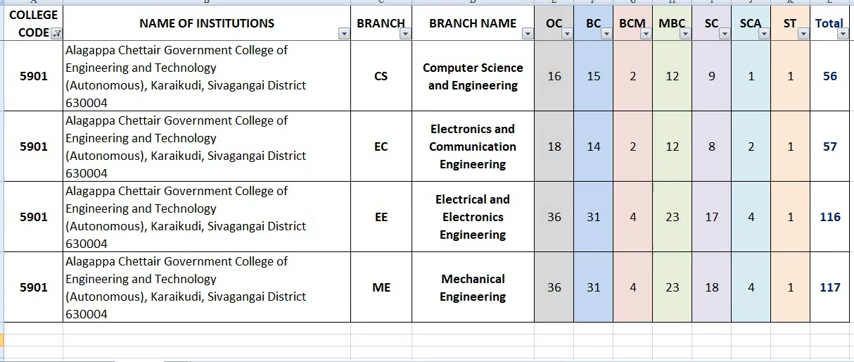 COLLEGE CODE NAME OF INSTITUTIONS BRANCH BRANCH NAME OC BC BCM MBC SC SCA ST Total
Alagappa Chettair Government College of
Engineering and Technology
(Autonomous), Karaikudi, Sivagangai District
630004
5901 CS Computer Science
and Engineering 16 15 2 12 9 1 1 56
Alagappa Chettair Government College of
Engineering and Technology
(Autonomous), Karaikudi, Sivagangai District
630004
5901 EC Electronics and
Communication
Engineering 18 14 2 12 8 2 1 57
Alagappa Chettair Government College of
Engineering and Technology
(Autonomous), Karaikudi, Sivagangai District
630004
5901 EE Electrical and
Electronics
Engineering 36 31 4 23 17 4 1 116
Alagappa Chettair Government College of
Engineering and Technology
(Autonomous), Karaikudi, Sivagangai District
630004
5901 ME Mechanical
Engineering 36 31 4 23 18 4 1 117